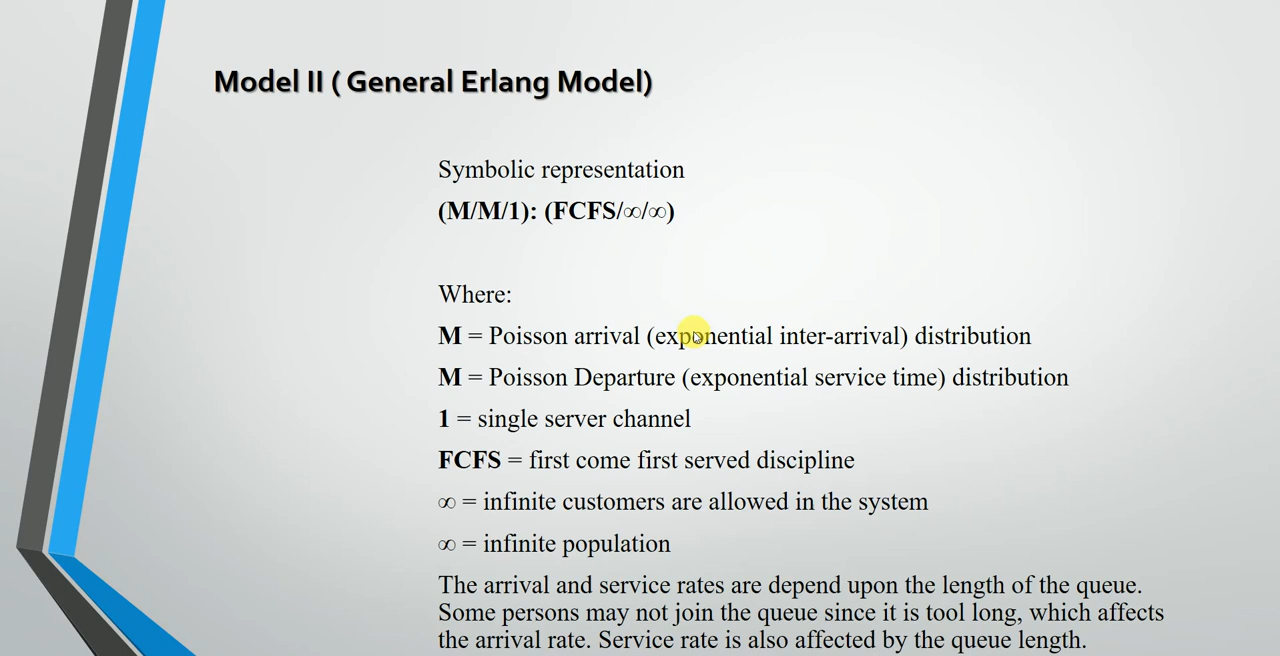 Model II ( General Erlang Model)
Symbolic representation
(M/M/1): (FCFS/∞/∞)
Where:
M = Poisson arrival (exponential inter-arrival) distribution
M = Poisson Departure (exponential service time) distribution
1 = single server channel
FCFS = first come first served discipline
∞ = infinite customers are allowed in the system
∞ = infinite population
The arrival and service rates are depend upon the length of the queue.
Some persons may not join the queue since it is tool long, which affects
the arrival rate. Service rate is also affected by the queue length.